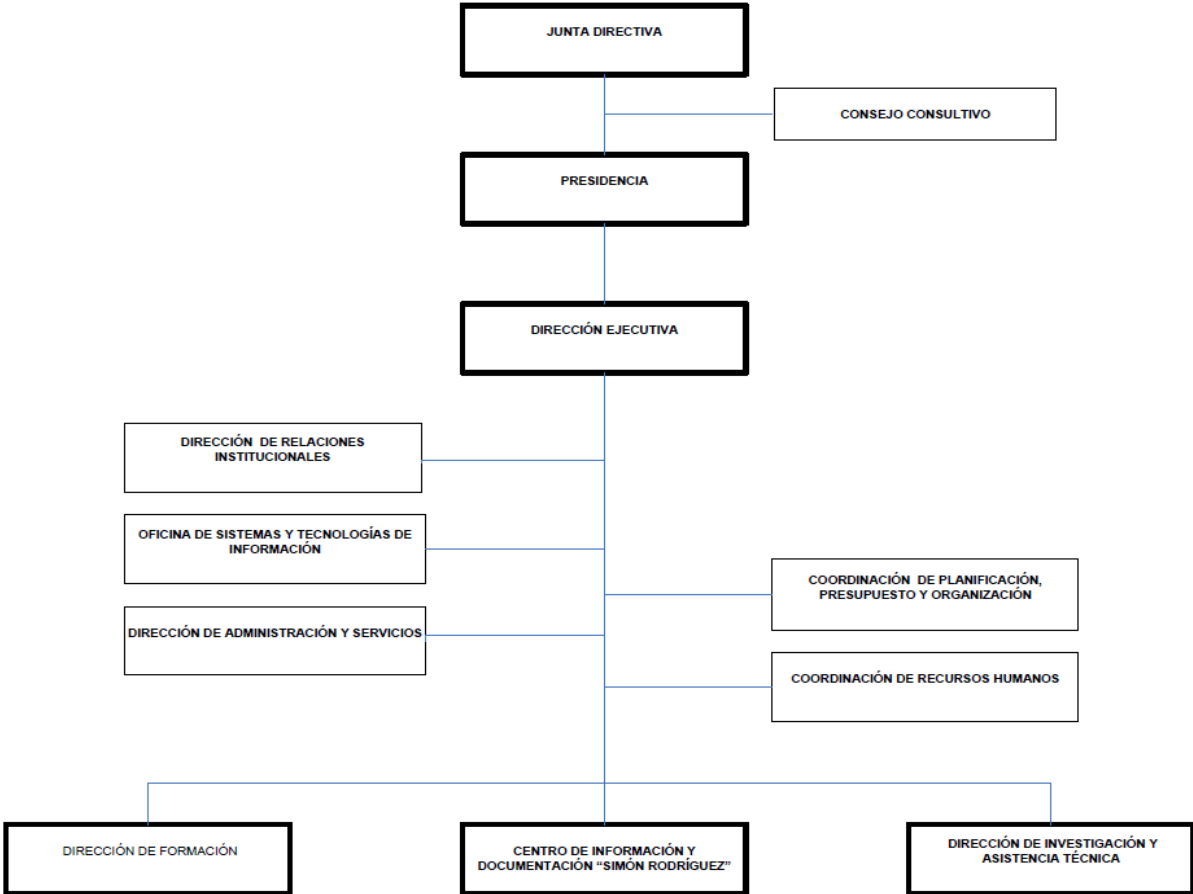 JUNTA DIRECTIVA
CONSEJO CONSULTIVO
PRESIDENCIA
DIRECCIÓN EJECUTIVA
DIRECCIÓN DE RELACIONES
INSTITUCIONALES
OFICINA DE SISTEMAS Y TECNOLOGÍAS DE
INFORMACIÓN
COORDINACIÓN DE PLANIFICACIÓN,
PRESUPUESTO Y ORGANIZACIÓN
DIRECCIÓN DE ADMINISTRACIÓN Y SERVICIOS
COORDINACIÓN DE RECURSOS HUMANOS
DIRECCIÓN DE FORMACIÓN
CENTRO DE INFORMACIÓN Y
DOCUMENTACIÓN “SIMÓN RODRÍGUEZ”
DIRECCIÓN DE INVESTIGACIÓN Y
ASISTENCIA TÉCNICA